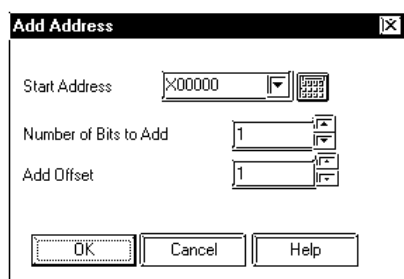 Add Address
Start Address X00000
Number of Bits to Add 1
Add Offset 1
OK Cancel Help